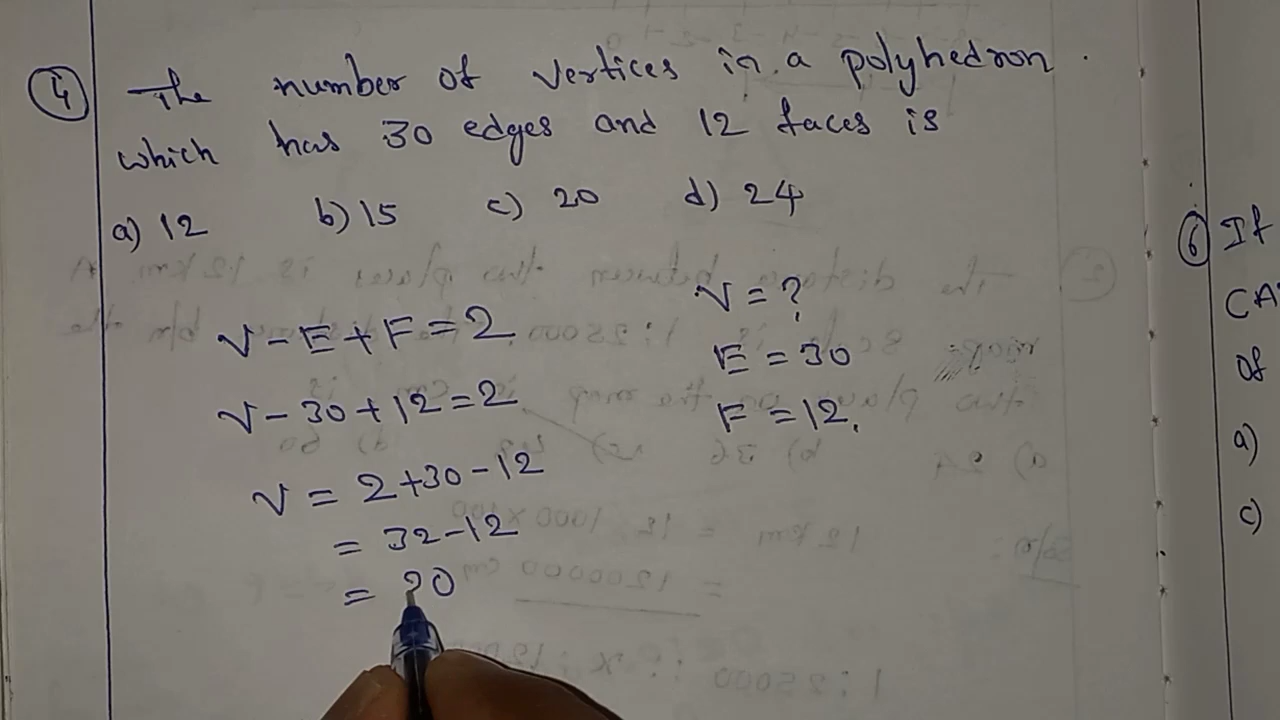 4 The number of vertices in a polyhedron.
which has 30 edges and 12 faces is
a) 12 b) 15 c) 20 d) 24
V - E + F = 2
V - 30 + 12 = 2
V = 2 + 30 - 12
= 32 - 12
= 20
V = ?
E = 30
F = 12.
6 If
of
a)
c)